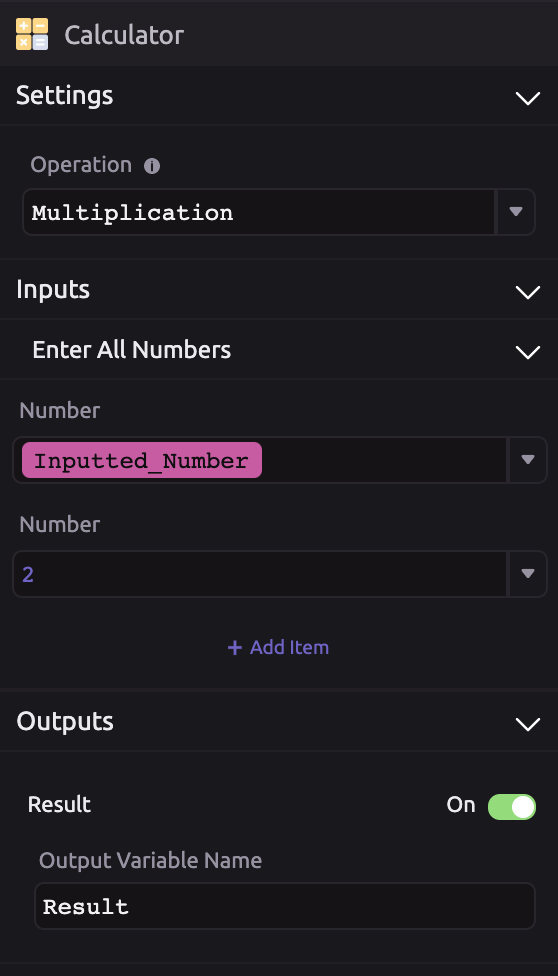 Calculator
Settings
Operation
Multiplication
Inputs
Enter All Numbers
Number
Inputted_Number
Number
2
+ Add Item
Outputs
Result On
Output Variable Name
Result